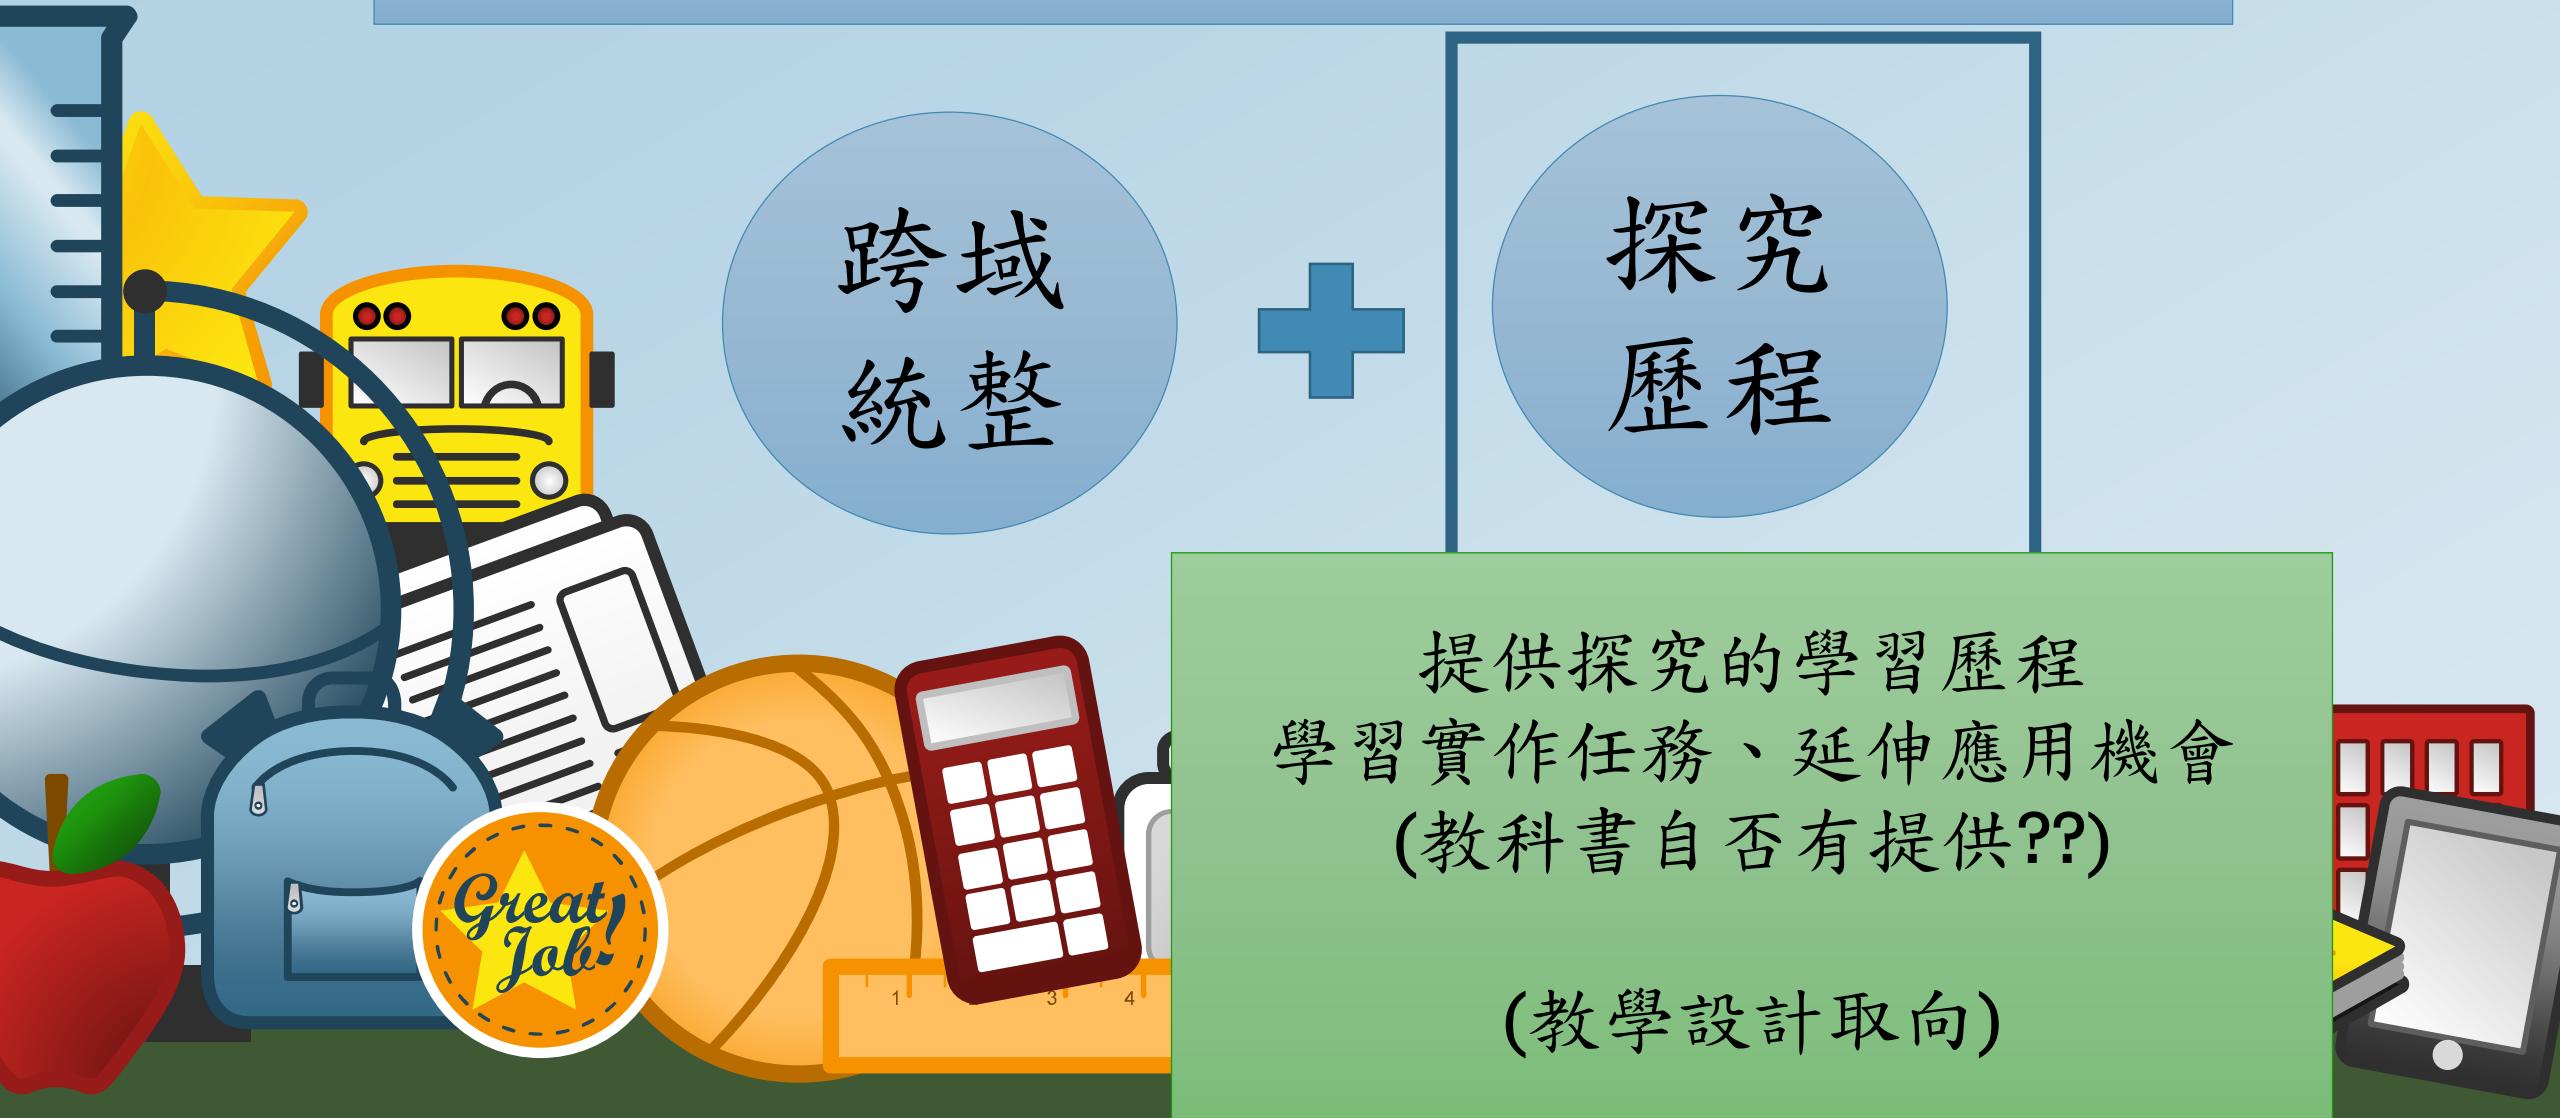 跨域
統整
探究
歷程
提供探究的學習歷程
學習實作任務、延伸應用機會
(教科書自否有提供??)
(教學設計取向)
Great
Job!
1
3
4